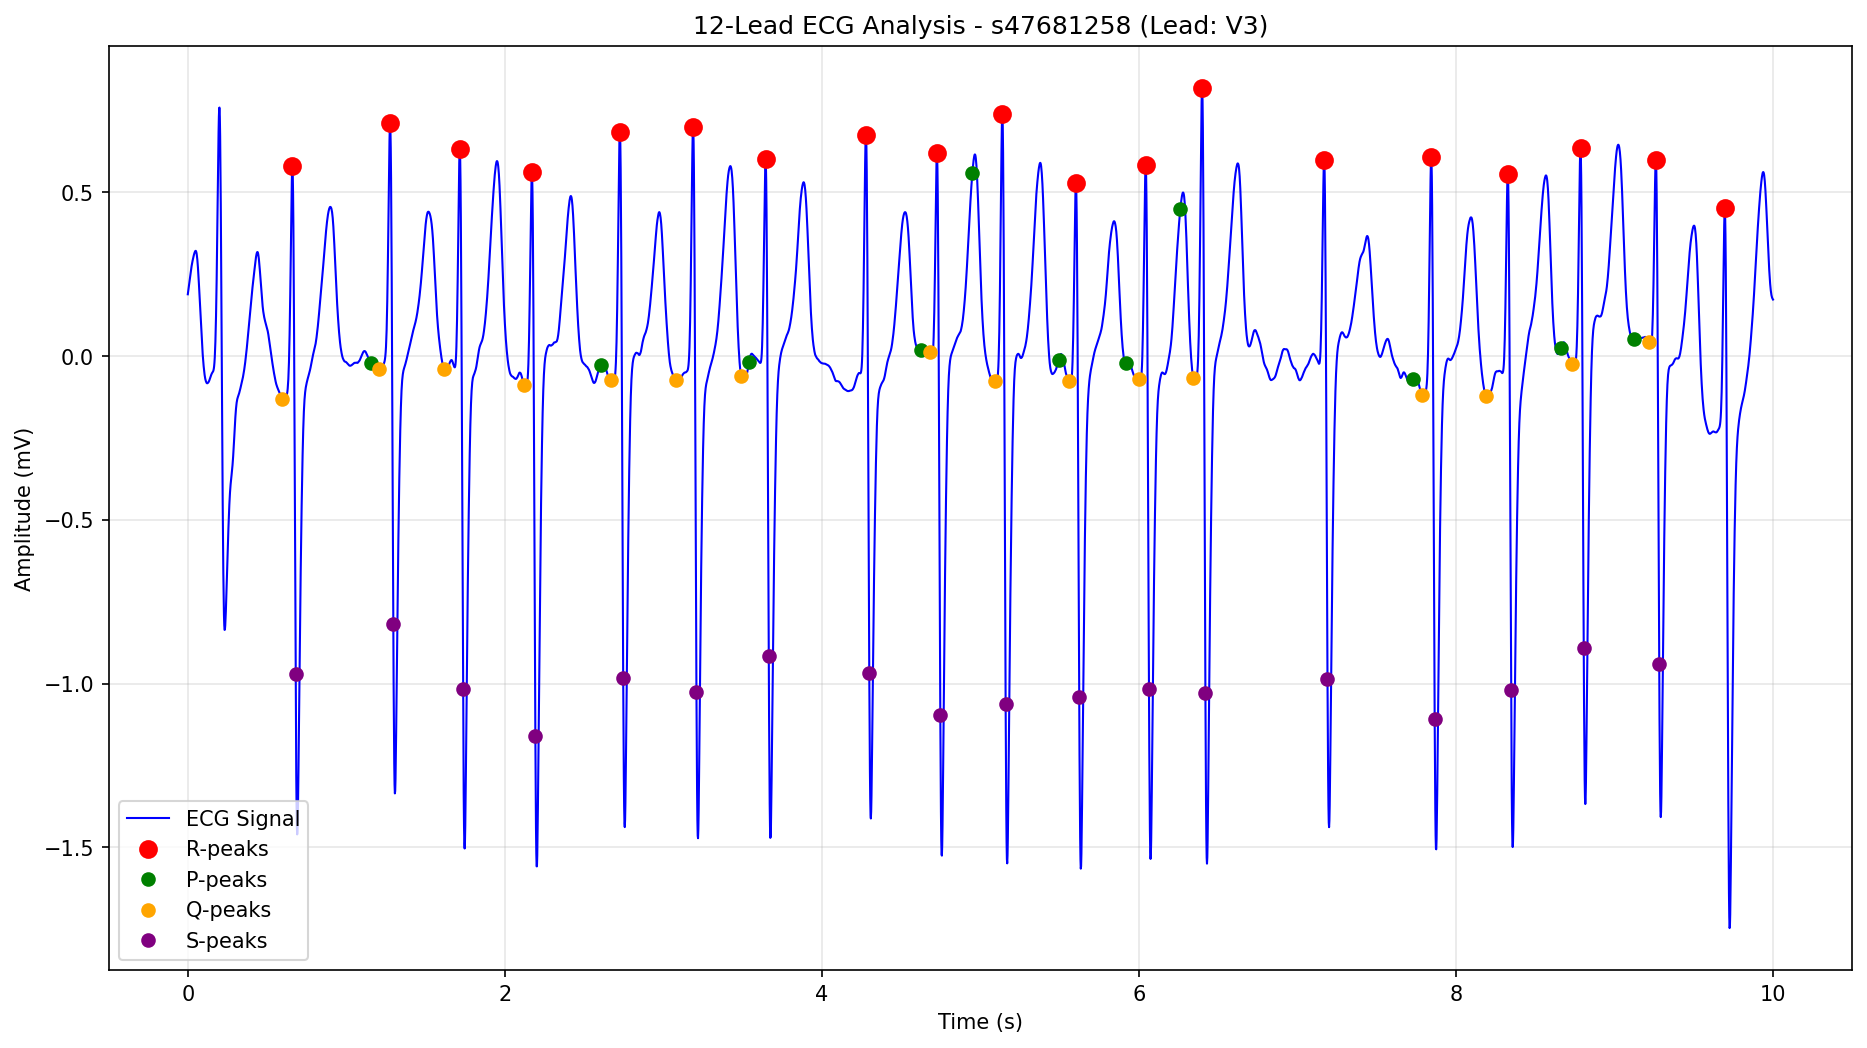 12-Lead ECG Analysis - s47681258 (Lead: V3)
Amplitude (mV)
0.5
0.0
−0.5
−1.0
−1.5
ECG Signal
R-peaks
P-peaks
Q-peaks
S-peaks
0 2 4 6 8 10
Time (s)